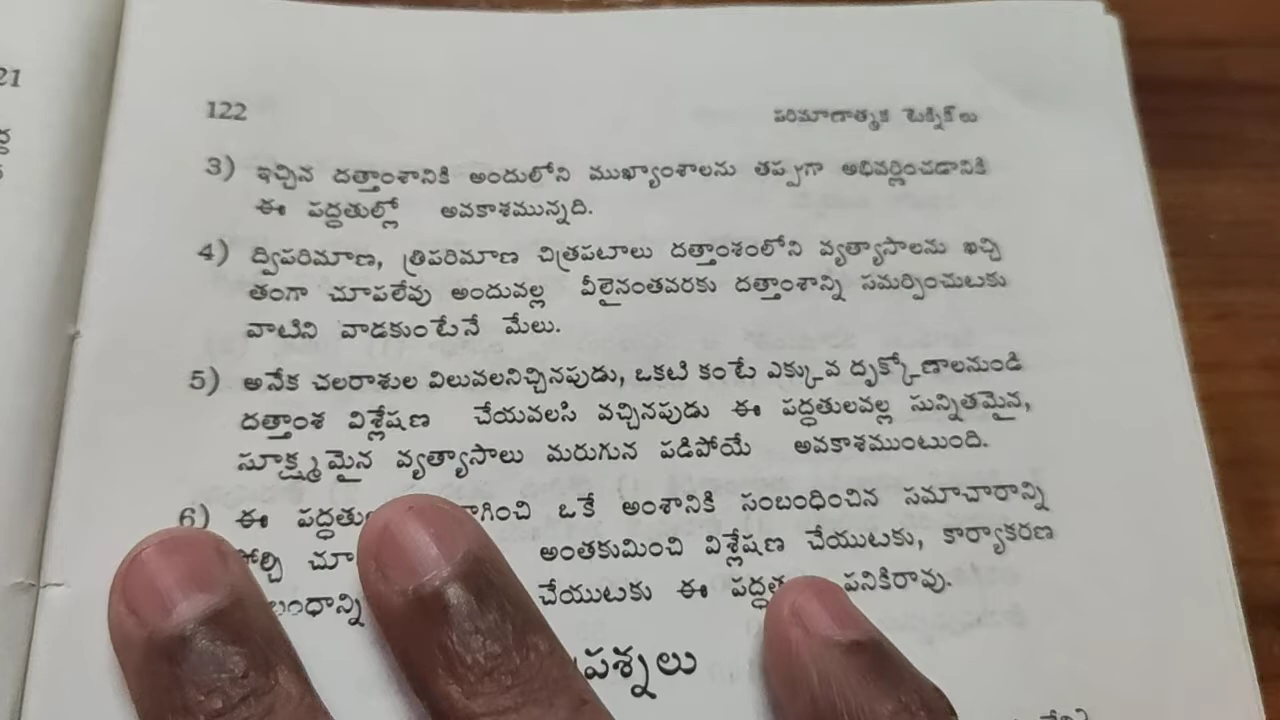 21
122 పరిమాణాత్మక టెక్నిక్‌లు
3) ఇచ్చిన దత్తాంశానికి అందులోని ముఖ్యాంశాలను తప్పుగా అభివర్ణించడానికి
ఈ పద్ధతుల్లో అవకాశమున్నది.
4) ద్విపరిమాణ, త్రిపరిమాణ చిత్రపటాలు దత్తాంశంలోని వ్యత్యాసాలను ఖచ్చి
తంగా చూపలేవు అందువల్ల వీలైనంతవరకు దత్తాంశాన్ని సమర్పించుటకు
వాటిని వాడకుంటేనే మేలు.
5) అనేక చలరాశుల విలువలనిచ్చినపుడు, ఒకటి కంటే ఎక్కువ దృక్కోణాలనుండి
దత్తాంశ విశ్లేషణ చేయవలసి వచ్చినపుడు ఈ పద్ధతులవల్ల సున్నితమైన,
సూక్ష్మమైన వ్యత్యాసాలు మరుగున పడిపోయే అవకాశముంటుంది.
6) ఈ ఒకే అంశానికి సంబంధించిన సమాచారాన్ని
అంతకుమించి విశ్లేషణ చేయుటకు, కార్యాకరణ
చేయుటకు ఈ పనికిరావు.
ప్రశ్నలు